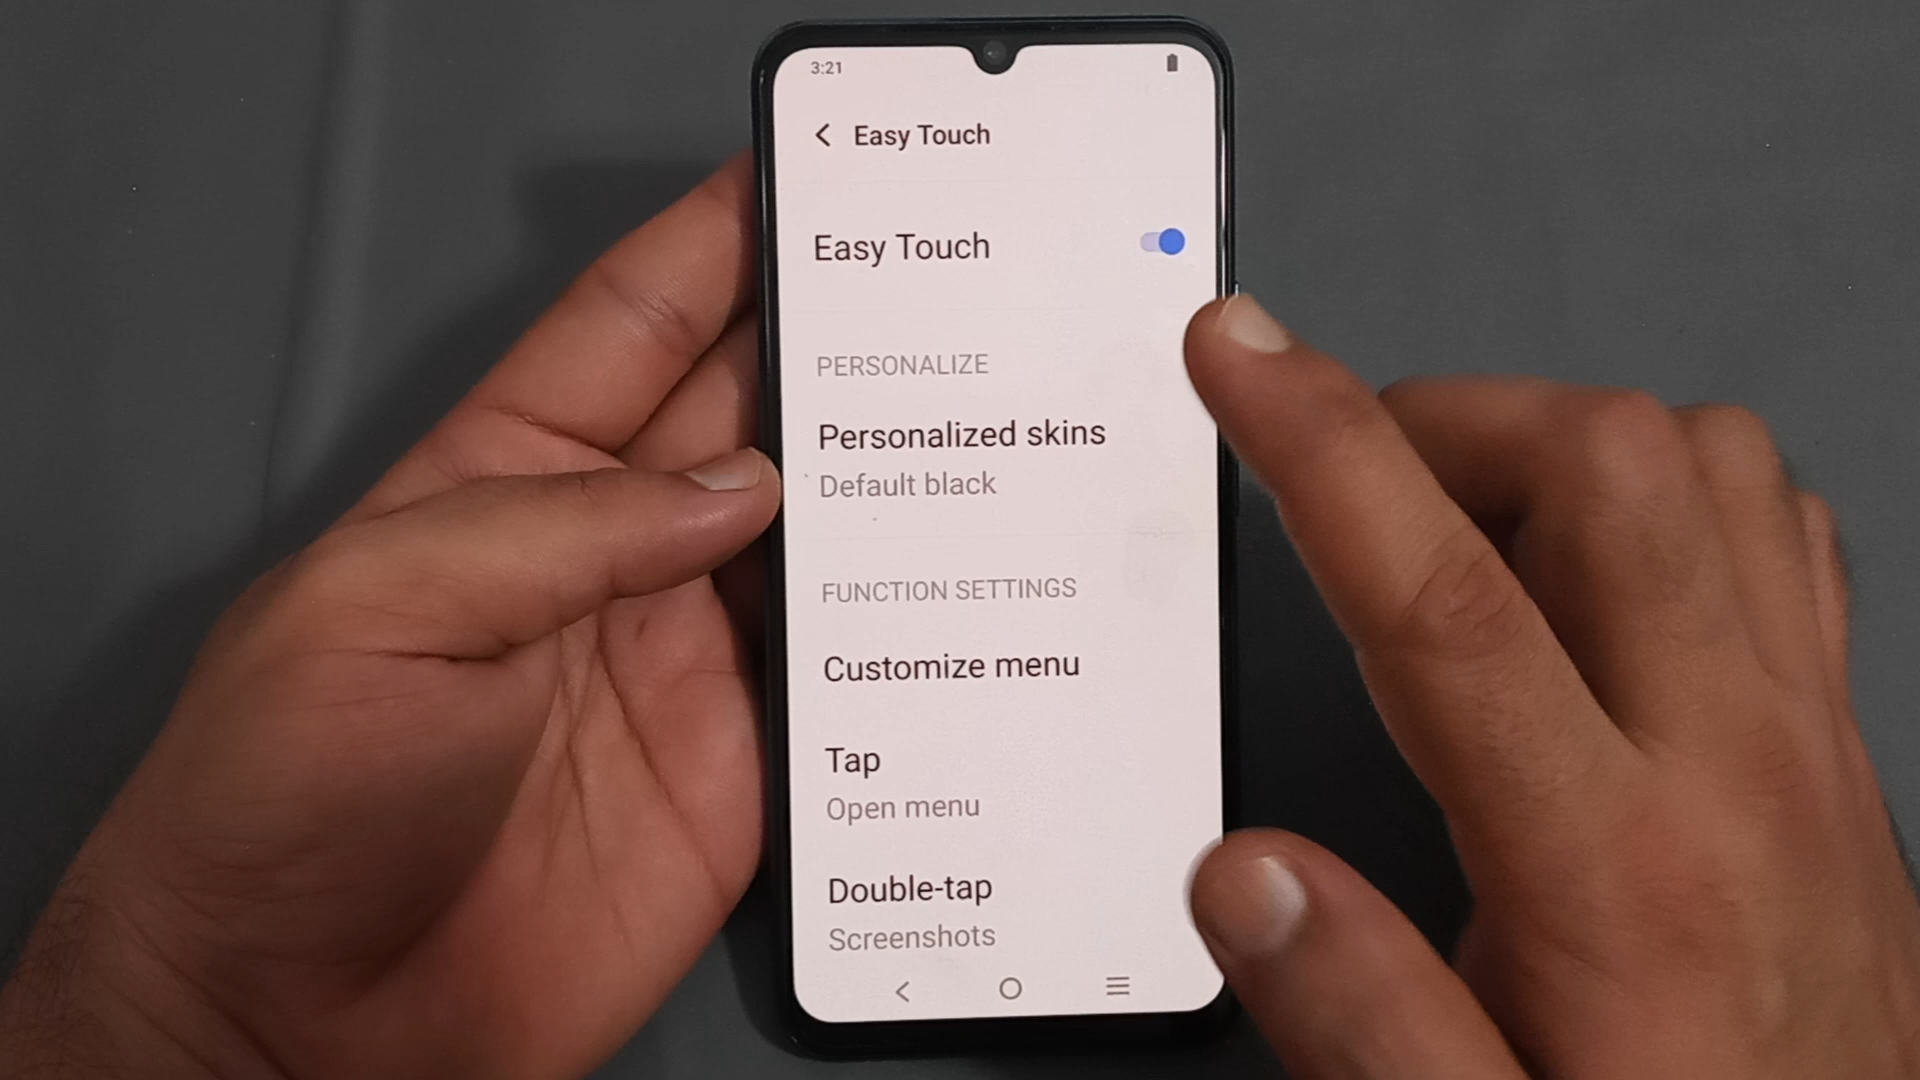 3:21
Easy Touch
Easy Touch
PERSONALIZE
Personalized skins
Default black
FUNCTION SETTINGS
Customize menu
Tap
Open menu
Double-tap
Screenshots